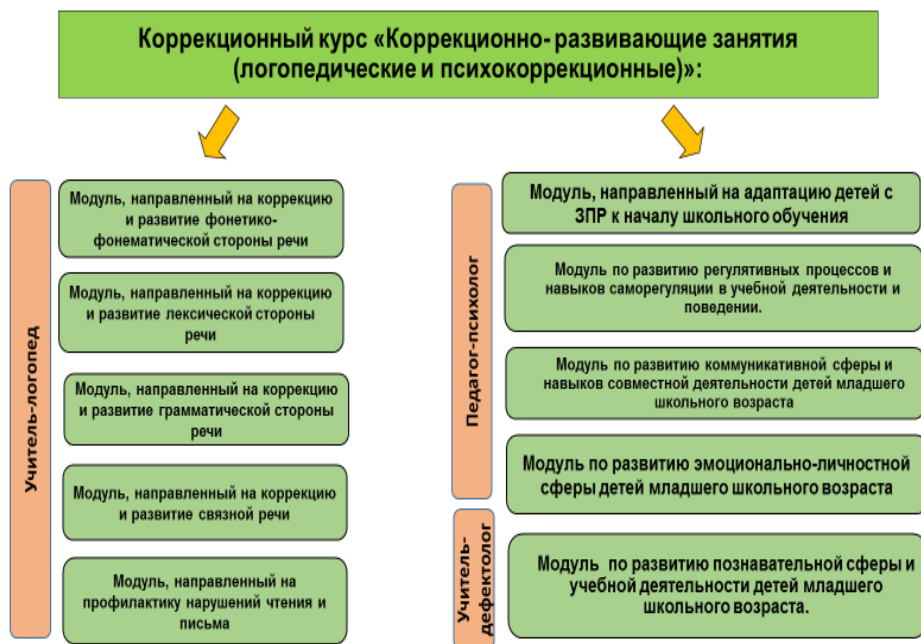 Коррекционный курс «Коррекционно- развивающие занятия
(логопедические и психокоррекционные)»:
Учитель-логопед
Модуль, направленный на коррекцию
и развитие фонетико-
фонематической стороны речи
Модуль, направленный на коррекцию
и развитие лексической стороны
речи
Модуль, направленный на коррекцию
и развитие грамматической стороны
речи
Модуль, направленный на коррекцию
и развитие связной речи
Модуль, направленный на
профилактику нарушений чтения и
письма
Педагог-психолог
Модуль, направленный на адаптацию детей с
ЗПР к началу школьного обучения
Модуль по развитию регулятивных процессов и
навыков саморегуляции в учебной деятельности и
поведении.
Модуль по развитию коммуникативной сферы и
навыков совместной деятельности детей младшего
школьного возраста
Модуль по развитию эмоционально-личностной
сферы детей младшего школьного возраста
Учитель-
дефектолог
Модуль по развитию познавательной сферы и
учебной деятельности детей младшего
школьного возраста.